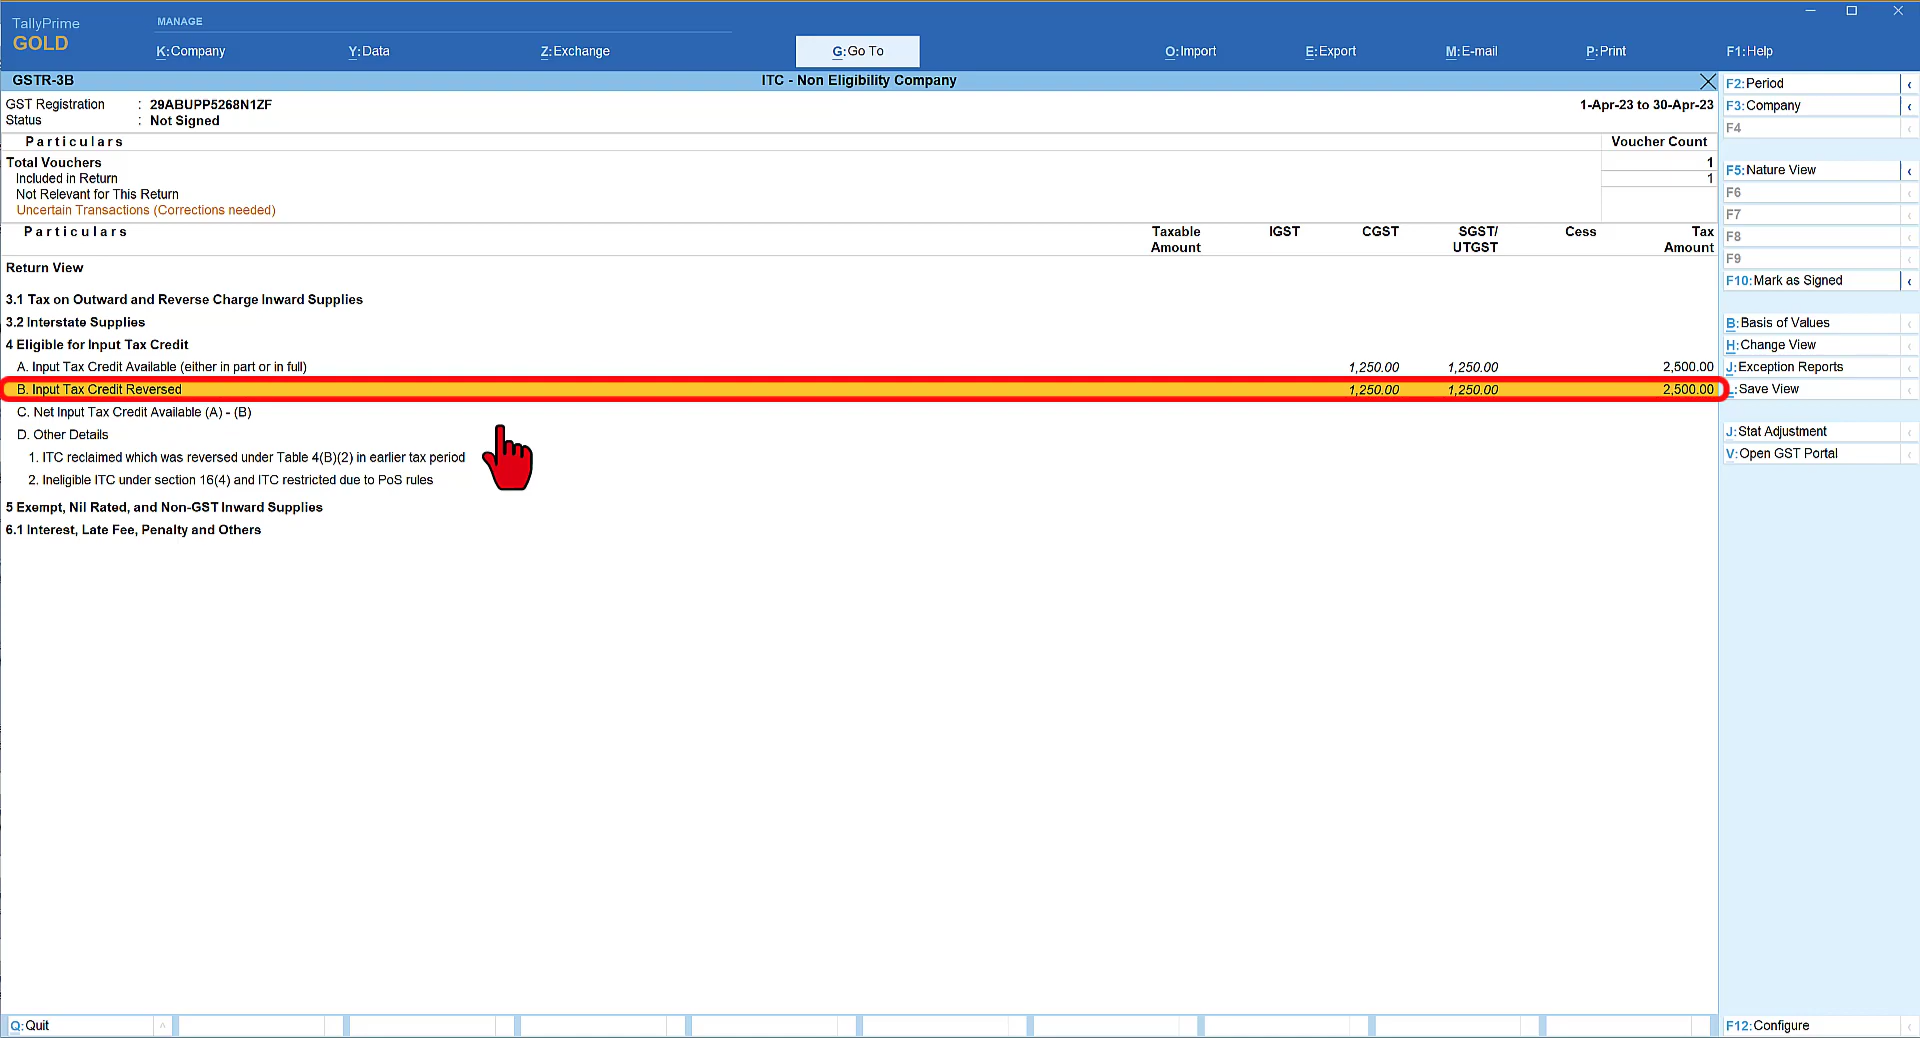 TallyPrime
GOLD
MANAGE
K:Company
Y:Data
Z:Exchange
G:Go To
O:Import
E:Export
M:E-mail
P:Print
F1:Help
GSTR-3B
ITC - Non Eligibility Company
GST Registration : 29ABUPP5268N1ZF
1-Apr-23 to 30-Apr-23
Status : Not Signed
Particulars Voucher Count
Total Vouchers 1
Included in Return 1
Not Relevant for This Return
Uncertain Transactions (Corrections needed)
Particulars Taxable IGST CGST SGST/ Cess Tax
Amount UTGST Amount
Return View
3.1 Tax on Outward and Reverse Charge Inward Supplies
3.2 Interstate Supplies
4 Eligible for Input Tax Credit
A. Input Tax Credit Available (either in part or in full) 1,250.00 1,250.00 2,500.00
B. Input Tax Credit Reversed 1,250.00 1,250.00 2,500.00
C. Net Input Tax Credit Available (A) - (B)
D. Other Details
1. ITC reclaimed which was reversed under Table 4(B)(2) in earlier tax period
2. Ineligible ITC under section 16(4) and ITC restricted due to PoS rules
5 Exempt, Nil Rated, and Non-GST Inward Supplies
6.1 Interest, Late Fee, Penalty and Others
F2:Period
F3:Company
F4
F5:Nature View
F6
F7
F8
F9
F10:Mark as Signed
B:Basis of Values
H:Change View
J:Exception Reports
:Save View
J:Stat Adjustment
V:Open GST Portal
Q:Quit
F12:Configure